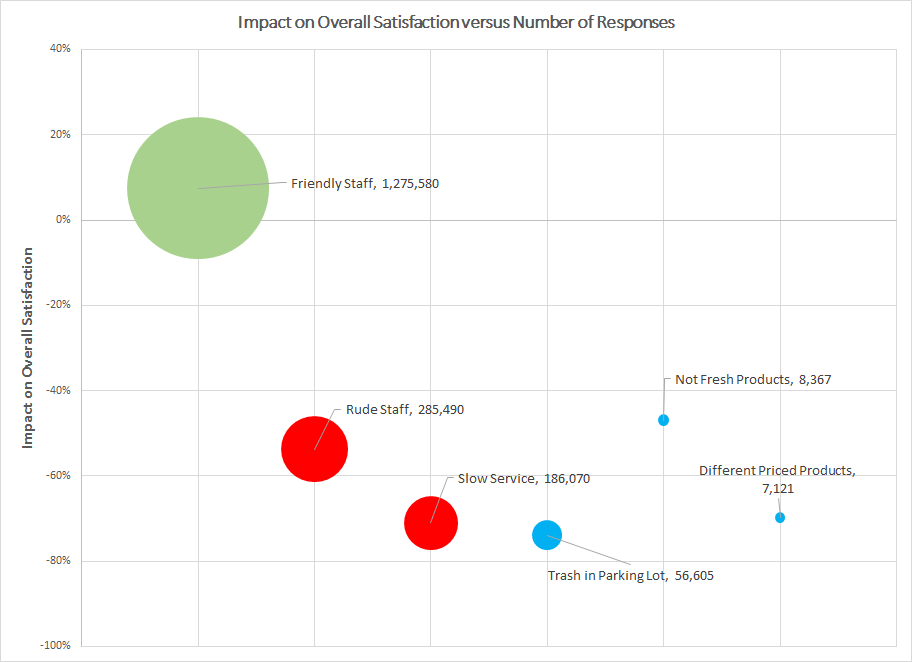 Impact on Overall Satisfaction versus Number of Responses
40%
20%
0%
-20%
-40%
-60%
-80%
-100%
Impact on Overall Satisfaction
Friendly Staff, 1,275,580
Not Fresh Products, 8,367
Rude Staff, 285,490
Different Priced Products,
7,121
Slow Service, 186,070
Trash in Parking Lot, 56,605